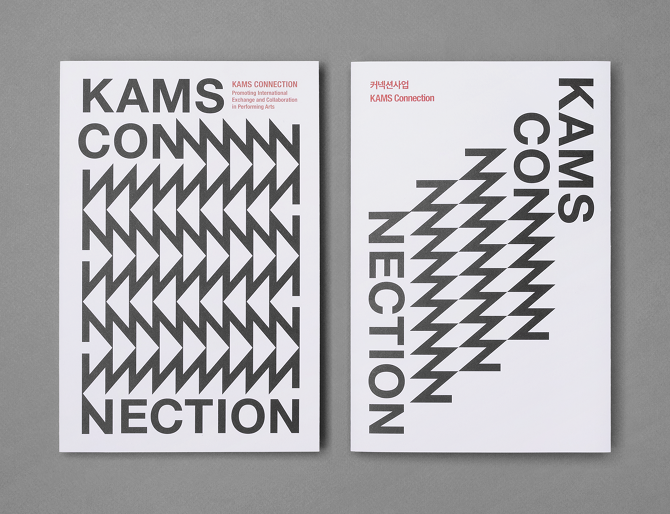 KAMS
KAMS CONNECTION
Promoting International
Exchange and Collaboration
in Performing Arts
CON
NECTION
커넥션사업
KAMS Connection
KAMS
CON
NECTION